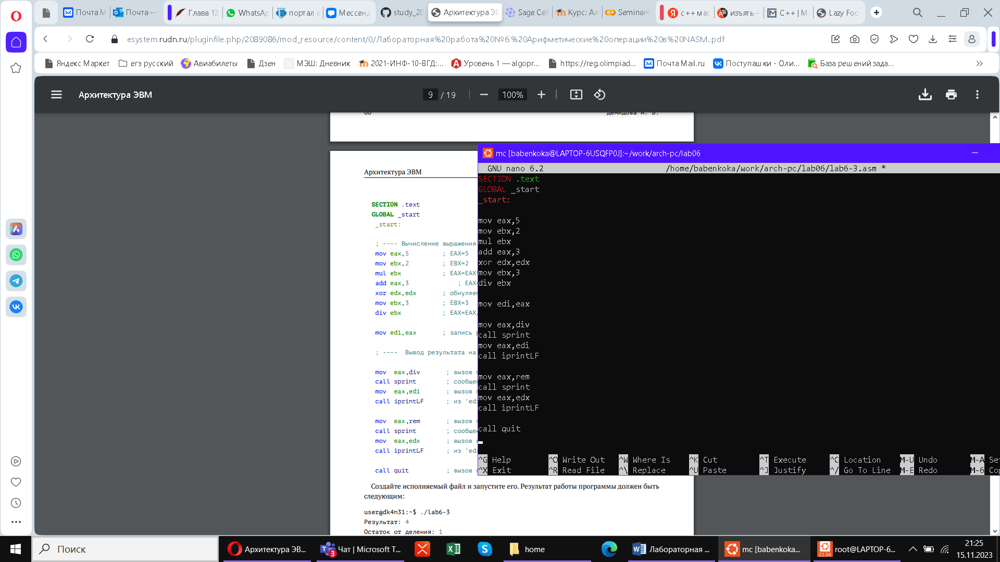 Почта М
Почта —
Глава 13
WhatsAp
портал е
Мессенд
study_20
Архитектура ЭВ
Sage Cel
Курс: Ал
Seminar4
с++ мас
изъять –
C++ | M
Lazy Foo
esystem.rudn.ru/pluginfile.php/2089086/mod_resource/content/0/Лабораторная%20работа%20№6.%20Арифметические%20операции%20в%20NASM..pdf
Яндекс Маркет
егэ русский
Авиабилеты
Дзен
МЭШ: Дневник
2021-ИНФ-10-ВГД:...
Уровень 1 — algopr...
https://reg.olimpiad...
Почта Mail.ru
Поступашки - Оли...
База решений зада...
Архитектура ЭВМ
9 / 19
100%
Демидова А. В.
Архитектура ЭВМ
SECTION .text
GLOBAL _start
_start:
; ---- Вычисление выражения
mov eax,5 ; EAX=5
mov ebx,2 ; EBX=2
mul ebx ; EAX=EAX
add eax,3 ; EAX
xor edx,edx ; обнуляем
mov ebx,3 ; EBX=3
div ebx ; EAX=EAX
mov edi,eax ; запись
; ---- Вывод результата на
mov eax,div ; вызов
call sprint ; сообщен
mov eax,edi ; вызов
call iprintLF ; из 'ed
mov eax,rem ; вызов
call sprint ; сообщен
mov eax,edx ; вызов
call iprintLF ; из 'ed
call quit ; вызов
Создайте исполняемый файл и запустите его. Результат работы программы должен быть
следующим:
user@dk4n31:~$ ./lab6-3
Результат: 4
Остаток от деления: 1
mc [babenkoka@LAPTOP-6USQFP0J]:~/work/arch-pc/lab06
GNU nano 6.2 /home/babenkoka/work/arch-pc/lab06/lab6-3.asm *
SECTION .text
GLOBAL _start
_start:
mov eax,5
mov ebx,2
mul ebx
add eax,3
xor edx,edx
mov ebx,3
div ebx
mov edi,eax
mov eax,div
call sprint
mov eax,edi
call iprintLF
mov eax,rem
call sprint
mov eax,edx
call iprintLF
call quit
^G Help ^O Write Out ^W Where Is ^K Cut ^T Execute ^C Location M-U Undo M-A Se
^X Exit ^R Read File ^\ Replace ^U Paste ^J Justify ^/ Go To Line M-E Redo M-6 Cop
Поиск
Архитектура ЭВ...
3
Чат | Microsoft T...
home
Лабораторная ...
mc [babenkoka...
22.04
root@LAPTOP-6...
21:25
15.11.2023